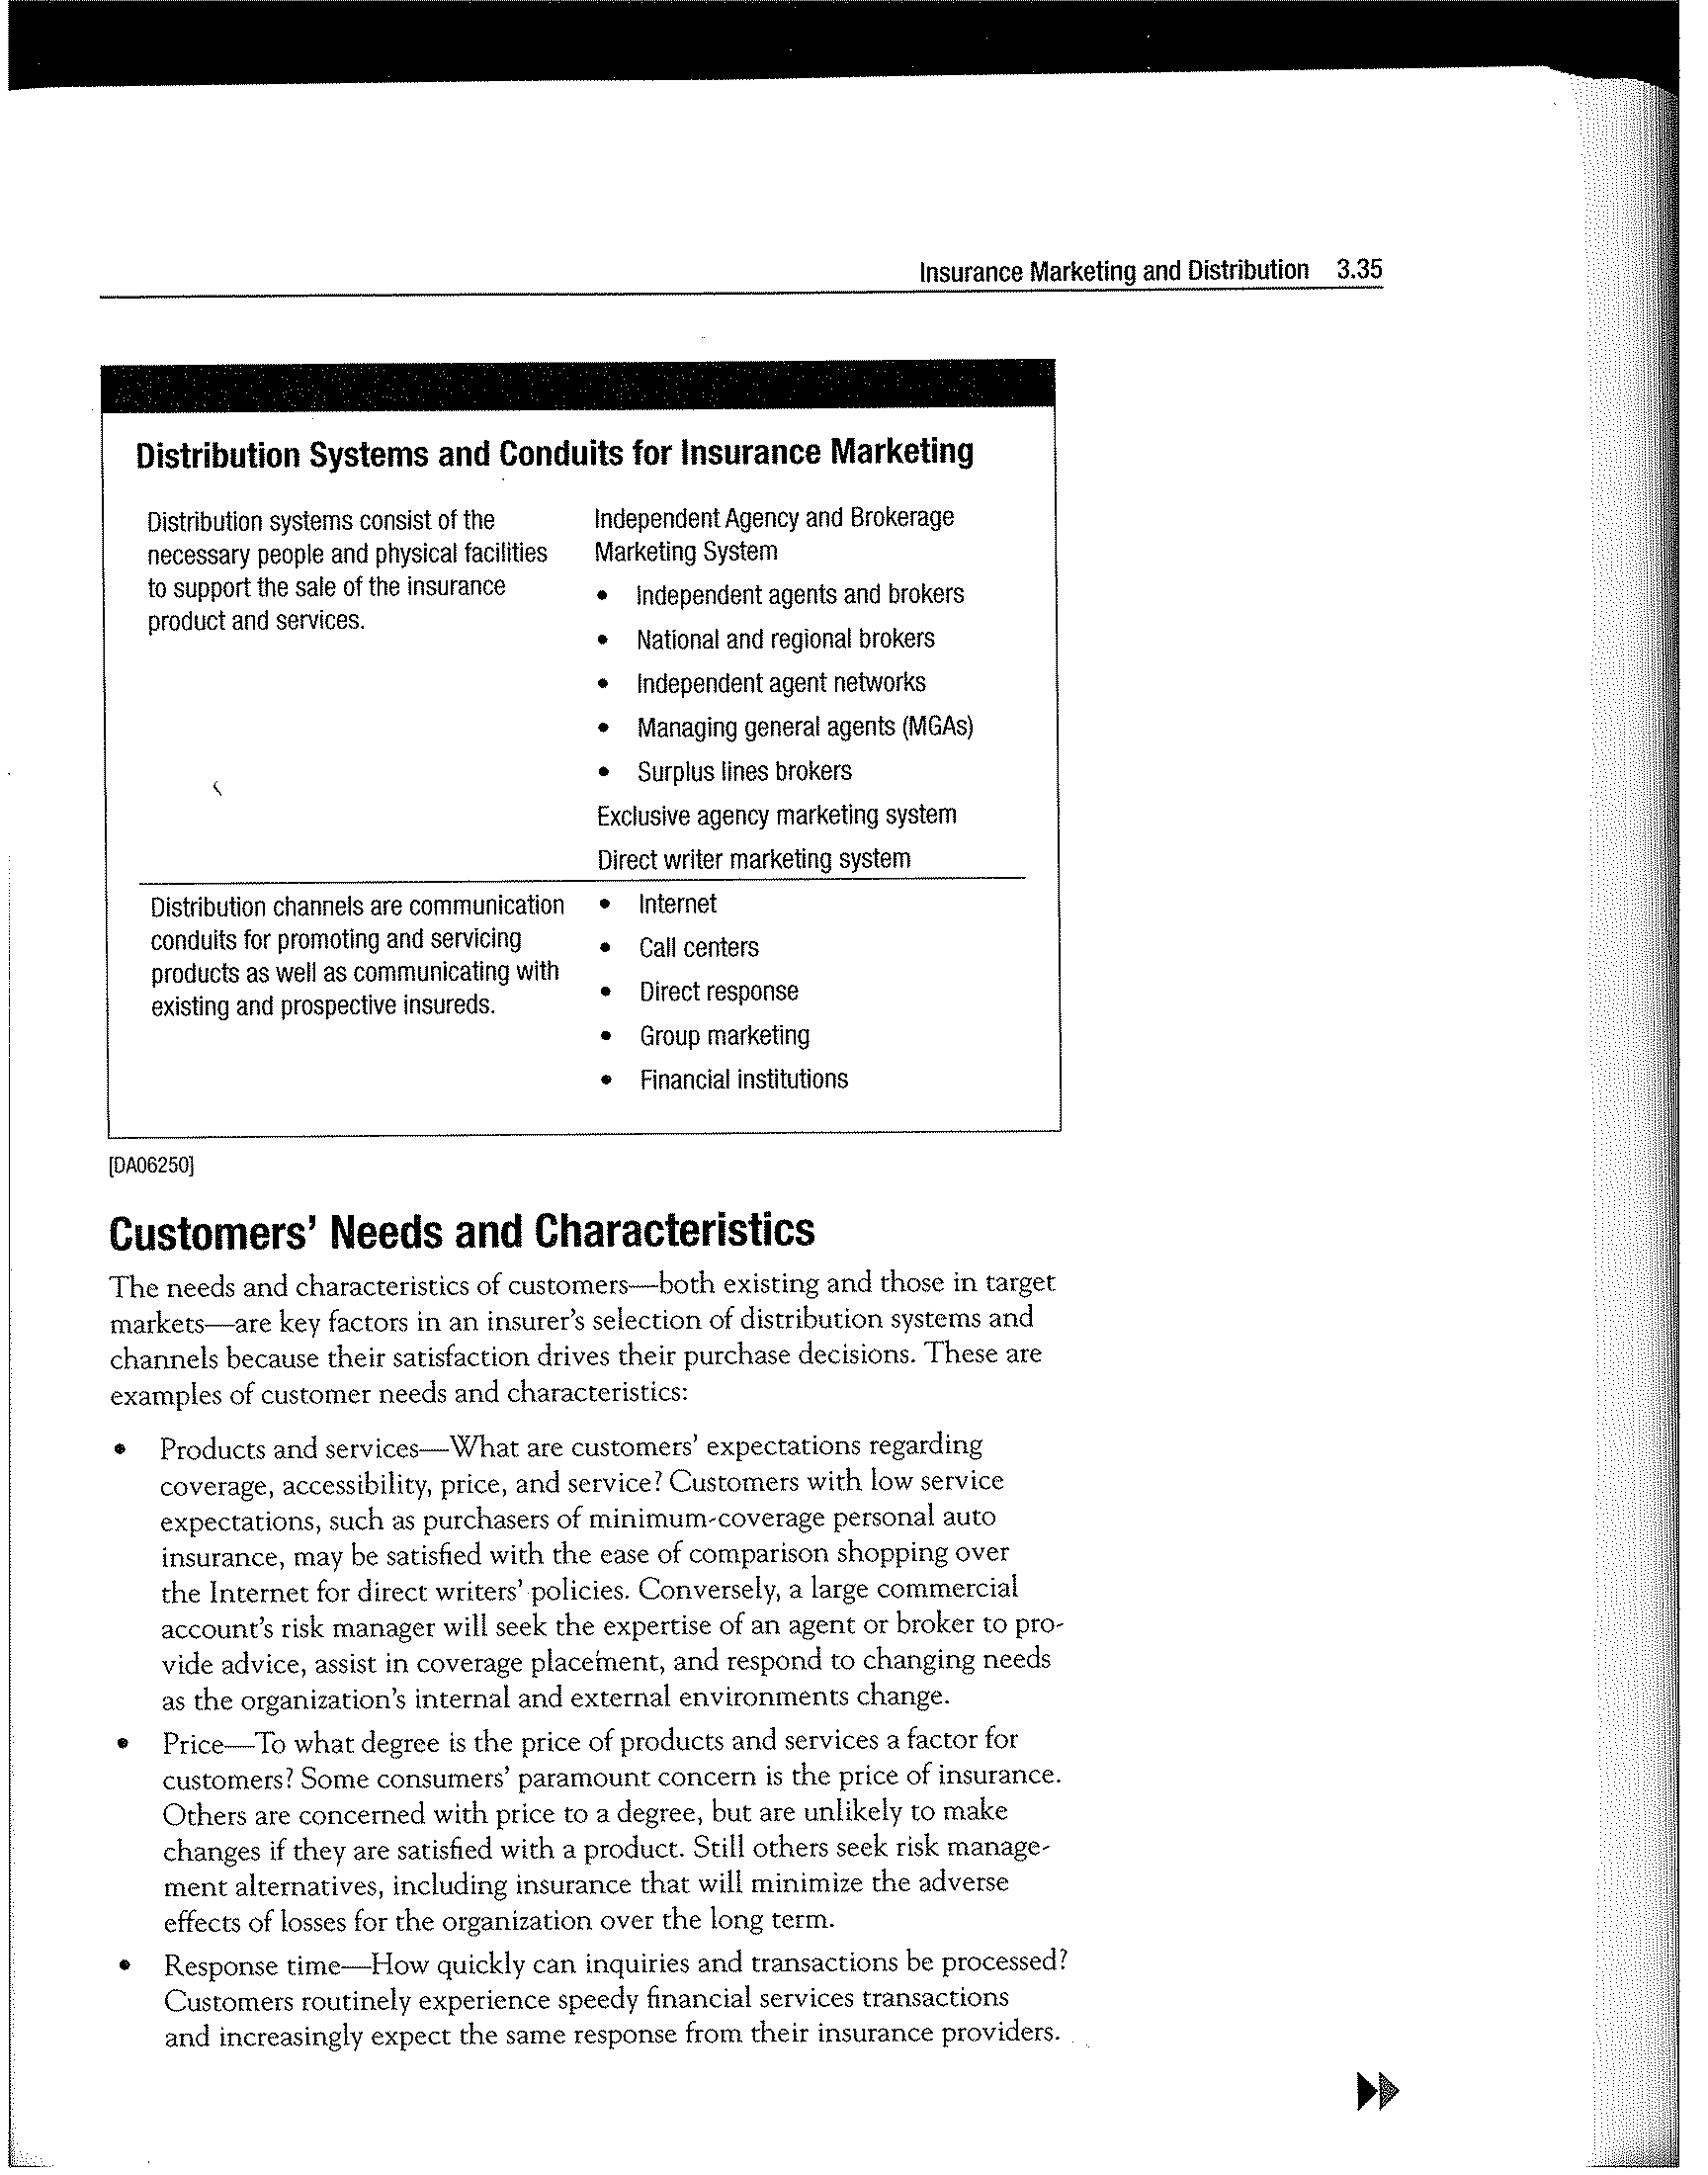 Insurance Marketing and Distribution 3.35
Distribution Systems and Conduits for Insurance Marketing
Distribution systems consist of the
necessary people and physical facilities
to support the sale of the insurance
product and services.
Independent Agency and Brokerage
Marketing System
• Independent agents and brokers
• National and regional brokers
• Independent agent networks
• Managing general agents (MGAs)
• Surplus lines brokers
Exclusive agency marketing system
Direct writer marketing system
Distribution channels are communication
conduits for promoting and servicing
products as well as communicating with
existing and prospective insureds.
• Internet
• Call centers
• Direct response
• Group marketing
• Financial institutions
[DA06250]
Customers' Needs and Characteristics
The needs and characteristics of customers—both existing and those in target
markets—are key factors in an insurer's selection of distribution systems and
channels because their satisfaction drives their purchase decisions. These are
examples of customer needs and characteristics:
• Products and services—What are customers' expectations regarding
coverage, accessibility, price, and service? Customers with low service
expectations, such as purchasers of minimum-coverage personal auto
insurance, may be satisfied with the ease of comparison shopping over
the Internet for direct writers' policies. Conversely, a large commercial
account's risk manager will seek the expertise of an agent or broker to pro-
vide advice, assist in coverage placement, and respond to changing needs
as the organization's internal and external environments change.
• Price—To what degree is the price of products and services a factor for
customers? Some consumers' paramount concern is the price of insurance.
Others are concerned with price to a degree, but are unlikely to make
changes if they are satisfied with a product. Still others seek risk manage-
ment alternatives, including insurance that will minimize the adverse
effects of losses for the organization over the long term.
• Response time—How quickly can inquiries and transactions be processed?
Customers routinely experience speedy financial services transactions
and increasingly expect the same response from their insurance providers.